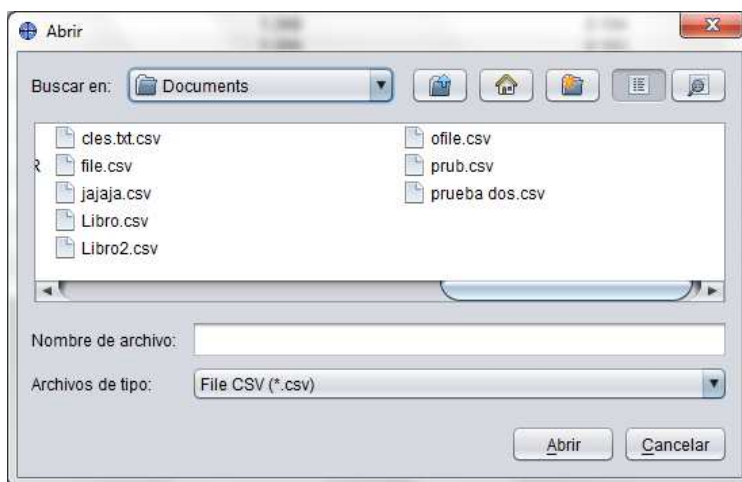 Abrir
Buscar en: Documents
cles.txt.csv
R file.csv
jajaja.csv
Libro.csv
Libro2.csv
ofile.csv
prub.csv
prueba dos.csv
Nombre de archivo:
Archivos de tipo: File CSV (*.csv)
Abrir Cancelar